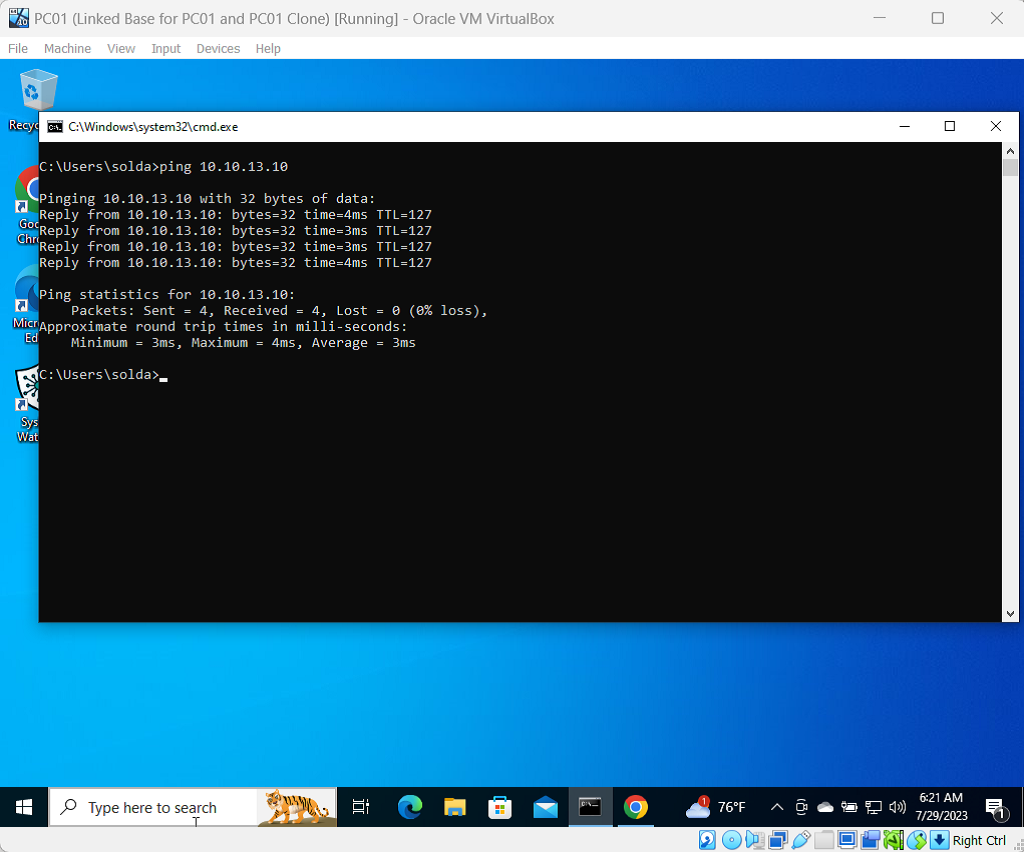 PC01 (Linked Base for PC01 and PC01 Clone) [Running] - Oracle VM VirtualBox
File Machine View Input Devices Help
Recyc
C:\Windows\system32\cmd.exe
C:\Users\solda>ping 10.10.13.10
Pinging 10.10.13.10 with 32 bytes of data:
Reply from 10.10.13.10: bytes=32 time=4ms TTL=127
Reply from 10.10.13.10: bytes=32 time=3ms TTL=127
Reply from 10.10.13.10: bytes=32 time=3ms TTL=127
Reply from 10.10.13.10: bytes=32 time=4ms TTL=127
Ping statistics for 10.10.13.10:
Packets: Sent = 4, Received = 4, Lost = 0 (0% loss),
Approximate round trip times in milli-seconds:
Minimum = 3ms, Maximum = 4ms, Average = 3ms
C:\Users\solda>
Goo
Chro
Micro
Ed
Sys
Wat
Type here to search
1
76°F
6:21 AM
7/29/2023
1
Right Ctrl